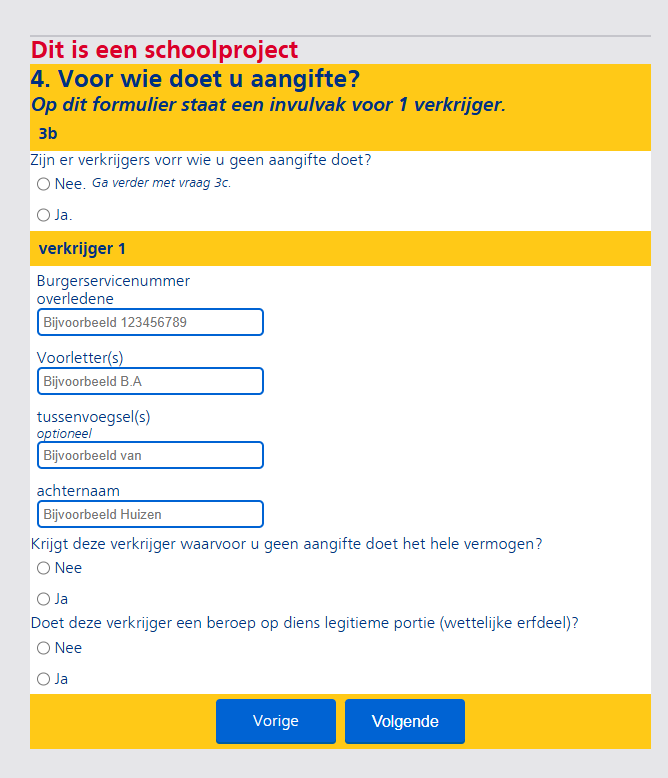 Dit is een schoolproject
4. Voor wie doet u aangifte?
Op dit formulier staat een invulvak voor 1 verkrijger.
3b
Zijn er verkrijgers vorr wie u geen aangifte doet?
Nee. Ga verder met vraag 3c.
Ja.
verkrijger 1
Burgerservicenummer
overledene
Bijvoorbeeld 123456789
Voorletter(s)
Bijvoorbeeld B.A
tussenvoegsel(s)
optioneel
Bijvoorbeeld van
achternaam
Bijvoorbeeld Huizen
Krijgt deze verkrijger waarvoor u geen aangifte doet het hele vermogen?
Nee
Ja
Doet deze verkrijger een beroep op diens legitieme portie (wettelijke erfdeel)?
Nee
Ja
Vorige Volgende